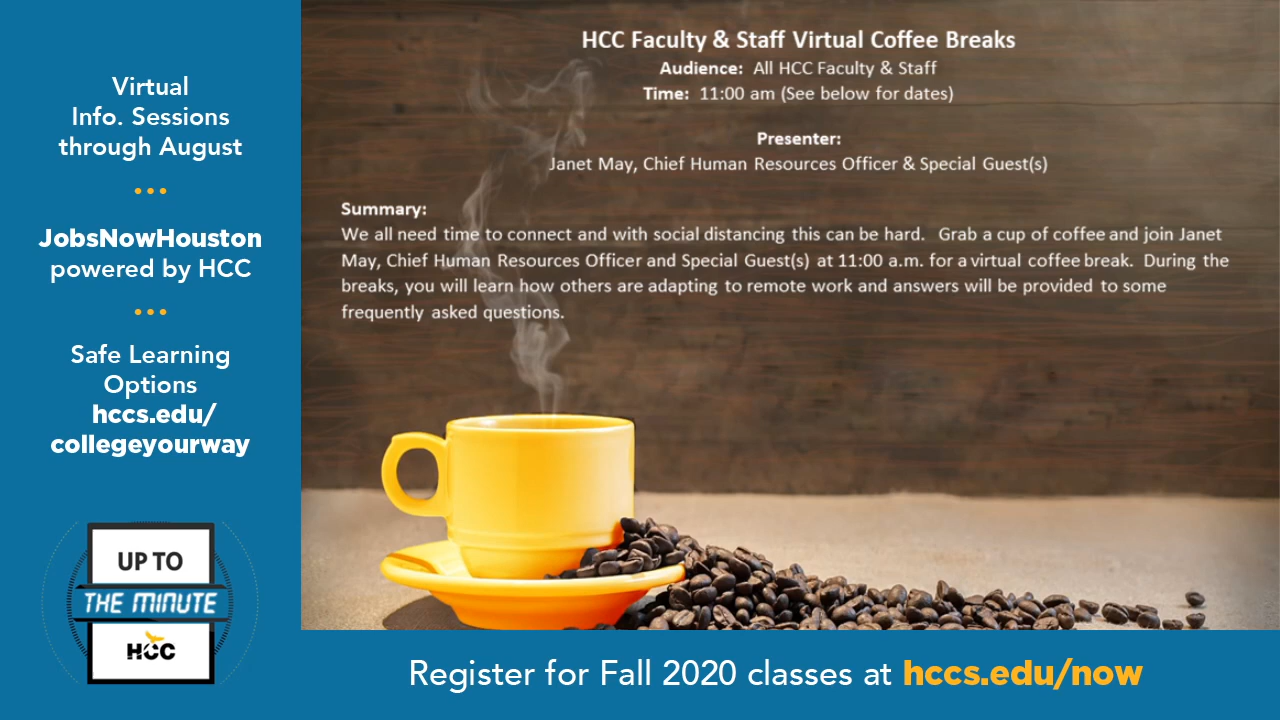 Virtual
Info. Sessions
through August
JobsNowHouston
powered by HCC
Safe Learning
Options
hccs.edu/
collegeyourway
UP TO
THE MINUTE
HCC
HCC Faculty & Staff Virtual Coffee Breaks
Audience: All HCC Faculty & Staff
Time: 11:00 am (See below for dates)
Presenter:
Janet May, Chief Human Resources Officer & Special Guest(s)
Summary:
We all need time to connect and with social distancing this can be hard. Grab a cup of coffee and join Janet
May, Chief Human Resources Officer and Special Guest(s) at 11:00 a.m. for a virtual coffee break. During the
breaks, you will learn how others are adapting to remote work and answers will be provided to some
frequently asked questions.
Register for Fall 2020 classes at hccs.edu/now